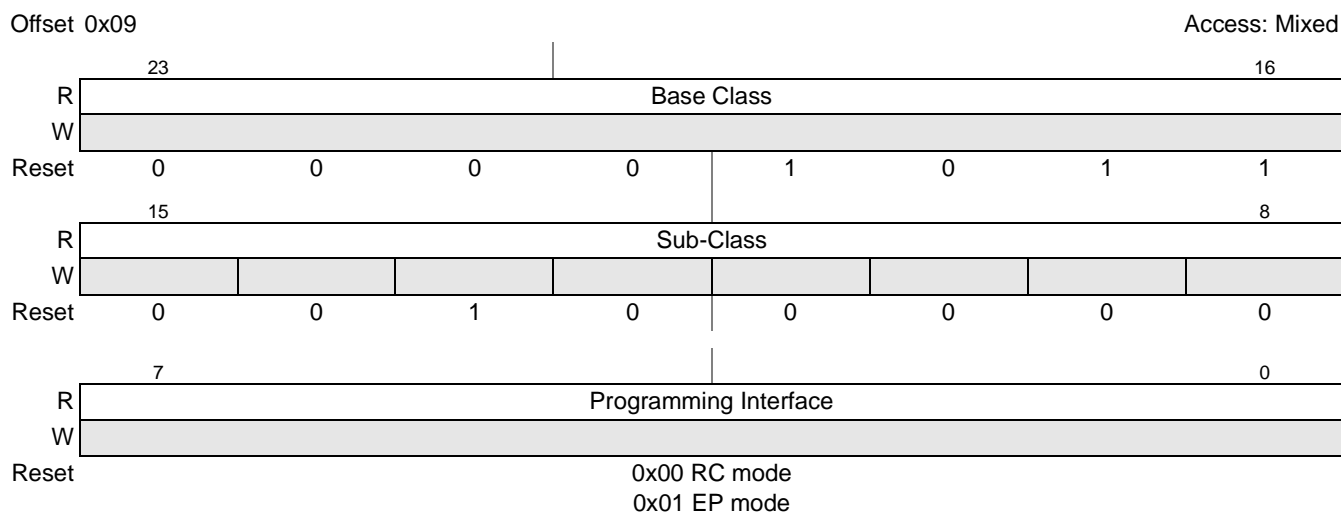 Offset 0x09 Access: Mixed
23 16
R Base Class
W
Reset 0 0 0 0 1 0 1 1
15 8
R Sub-Class
W
Reset 0 0 1 0 0 0 0 0
7 0
R Programming Interface
W
Reset 0x00 RC mode
0x01 EP mode